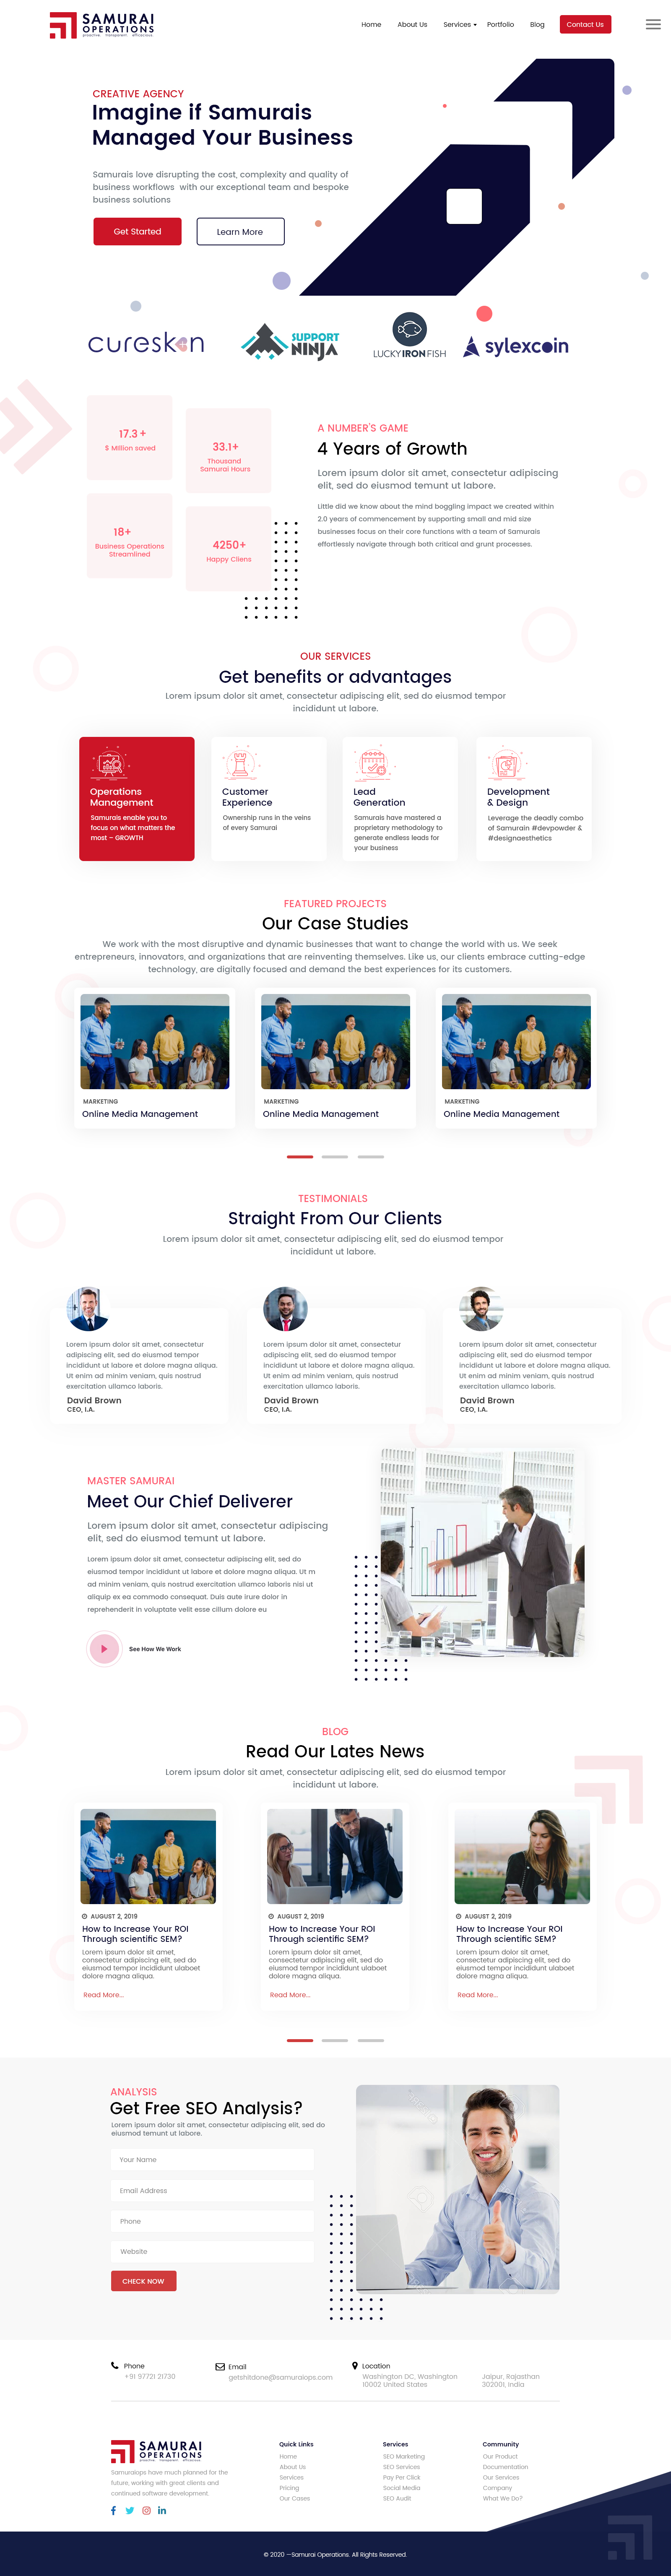 SAMURAI
OPERATIONS
proactive management efficiencies
Home
About Us
Services
Portfolio
Blog
Contact Us
CREATIVE AGENCY
Imagine if Samurais
Managed Your Business
Samurais love disrupting the cost, complexity and quality of
business workflows with our exceptional team and bespoke
business solutions
Get Started
Learn More
cureskin
SUPPORT
NINJA
LUCKY IRON FISH
sylexcoin
17.3 +
$ Million saved
33.1+
Thousand
Samurai Hours
18+
Business Operations
Streamlined
4250+
Happy Cliens
A NUMBER'S GAME
4 Years of Growth
Lorem ipsum dolor sit amet, consectetur adipiscing
elit, sed do eiusmod temunt ut labore.
Little did we know about the mind boggling impact we created within
2.0 years of commencement by supporting small and mid size
businesses focus on their core functions with a team of Samurais
effortlessly navigate through both critical and grunt processes.
OUR SERVICES
Get benefits or advantages
Lorem ipsum dolor sit amet, consectetur adipiscing elit, sed do eiusmod tempor
incididunt ut labore.
Operations
Management
Samurais enable you to
focus on what matters the
most – GROWTH
Customer
Experience
Ownership runs in the veins
of every Samurai
Lead
Generation
Samurais have mastered a
proprietary methodology to
generate endless leads for
your business
Development
& Design
Leverage the deadly combo
of Samurain #devpowder &
#designaesthetics
FEATURED PROJECTS
Our Case Studies
We work with the most disruptive and dynamic businesses that want to change the world with us. We seek
entrepreneurs, innovators, and organizations that are reinventing themselves. Like us, our clients embrace cutting-edge
technology, are digitally focused and demand the best experiences for its customers.
MARKETING
Online Media Management
MARKETING
Online Media Management
MARKETING
Online Media Management
TESTIMONIALS
Straight From Our Clients
Lorem ipsum dolor sit amet, consectetur adipiscing elit, sed do eiusmod tempor
incididunt ut labore.
Lorem ipsum dolor sit amet, consectetur
adipiscing elit, sed do eiusmod tempor
incididunt ut labore et dolore magna aliqua.
Ut enim ad minim veniam, quis nostrud
exercitation ullamco laboris.
David Brown
CEO, I.A.
Lorem ipsum dolor sit amet, consectetur
adipiscing elit, sed do eiusmod tempor
incididunt ut labore et dolore magna aliqua.
Ut enim ad minim veniam, quis nostrud
exercitation ullamco laboris.
David Brown
CEO, I.A.
Lorem ipsum dolor sit amet, consectetur
adipiscing elit, sed do eiusmod tempor
incididunt ut labore et dolore magna aliqua.
Ut enim ad minim veniam, quis nostrud
exercitation ullamco laboris.
David Brown
CEO, I.A.
MASTER SAMURAI
Meet Our Chief Deliverer
Lorem ipsum dolor sit amet, consectetur adipiscing
elit, sed do eiusmod temunt ut labore.
Lorem ipsum dolor sit amet, consectetur adipiscing elit, sed do
eiusmod tempor incididunt ut labore et dolore magna aliqua. Ut m
ad minim veniam, quis nostrud exercitation ullamco laboris nisi ut
aliquip ex ea commodo consequat. Duis aute irure dolor in
reprehenderit in voluptate velit esse cillum dolore eu
See How We Work
BLOG
Read Our Lates News
Lorem ipsum dolor sit amet, consectetur adipiscing elit, sed do eiusmod tempor
incididunt ut labore.
AUGUST 2, 2019
How to Increase Your ROI
Through scientific SEM?
Lorem ipsum dolor sit amet,
consectetur adipiscing elit, sed do
eiusmod tempor incididunt ulaboet
dolore magna aliqua.
Read More...
AUGUST 2, 2019
How to Increase Your ROI
Through scientific SEM?
Lorem ipsum dolor sit amet,
consectetur adipiscing elit, sed do
eiusmod tempor incididunt ulaboet
dolore magna aliqua.
Read More...
AUGUST 2, 2019
How to Increase Your ROI
Through scientific SEM?
Lorem ipsum dolor sit amet,
consectetur adipiscing elit, sed do
eiusmod tempor incididunt ulaboet
dolore magna aliqua.
Read More...
ANALYSIS
Get Free SEO Analysis?
Lorem ipsum dolor sit amet, consectetur adipiscing elit, sed do
eiusmod temunt ut labore.
Your Name
Email Address
Phone
Website
CHECK NOW
Phone
+91 97721 21730
Email
getshitdone@samuraiops.com
Location
Washington DC, Washington
10002 United States
Jaipur, Rajasthan
302001, India
SAMURAI
OPERATIONS
proactive management efficiencies
Samuraiops have much planned for the
future, working with great clients and
continued software development.
Quick Links
Home
About Us
Services
Pricing
Our Cases
Services
SEO Marketing
SEO Services
Pay Per Click
Social Media
SEO Audit
Community
Our Product
Documentation
Our Services
Company
What We Do?
© 2020 —Samurai Operations. All Rights Reserved.